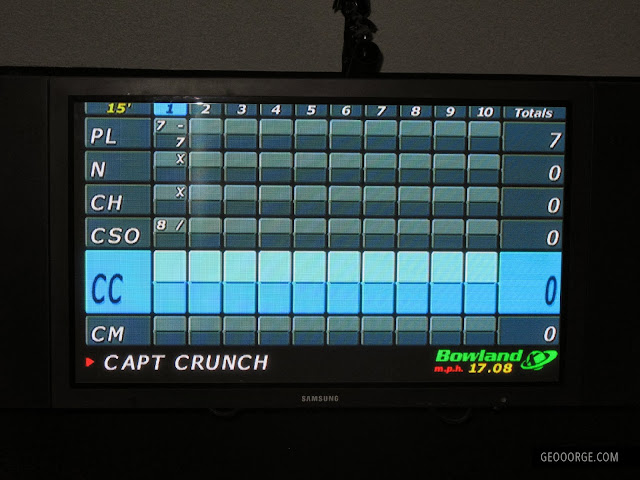 15' 1 2 3 4 5 6 7 8 9 10 Totals
PL 7 - 7 7
N X 0
CH X 0
CSO 8 / 0
CC 0
CM 0
CAPT CRUNCH
Bowland
m.p.h. 17.08
SAMSUNG
GEOOORGE.COM